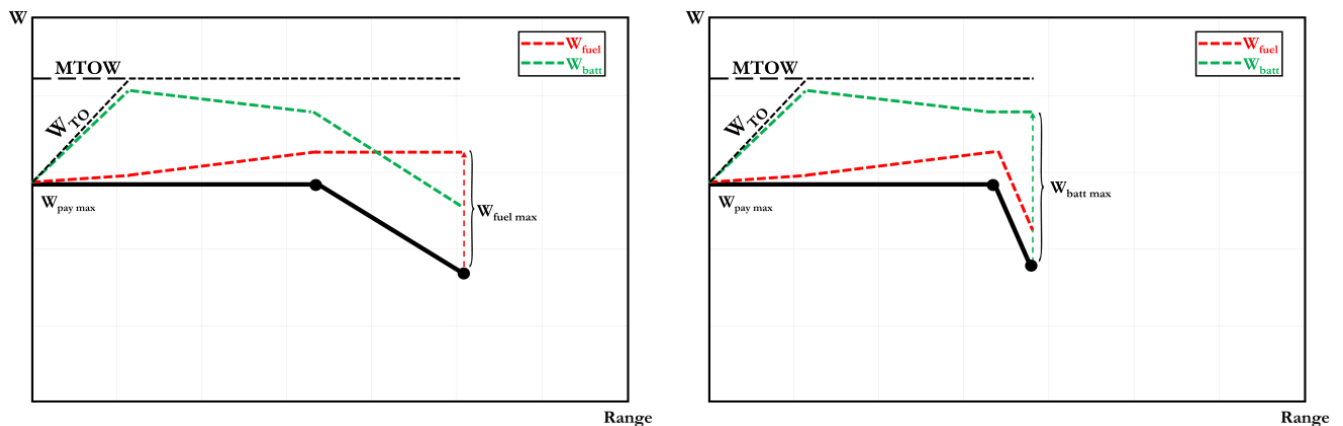 W
W_fuel
W_batt
MTOW
W_TO
W_pay max
W_fuel max
Range
W
W_fuel
W_batt
MTOW
W_TO
W_pay max
W_batt max
Range